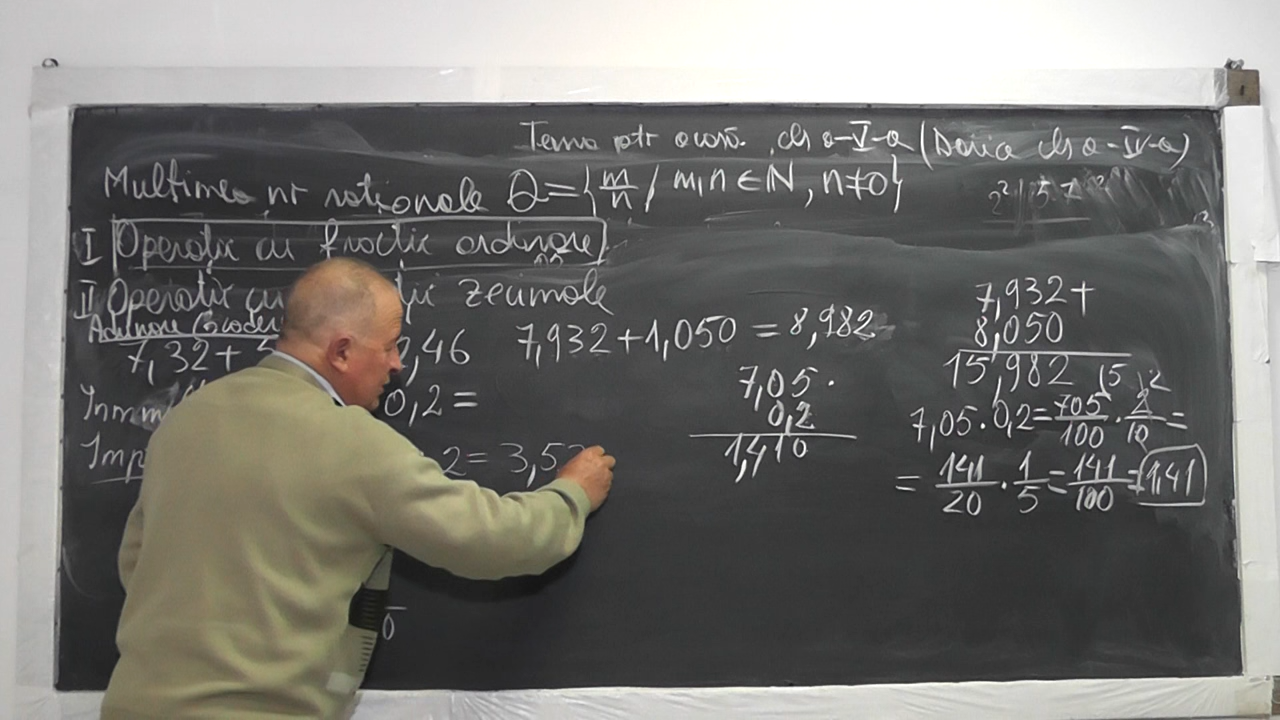 Tema ptr acasă cls a-V-a (Dacia cls a-IV-a)
Mulțimea nr raționale Q={m/n / m,n∈N, n≠0}
I Operații cu fracții ordinare
II Operații cu zecimale
Adunare
7,32+ ,46
7,932+1,050 = 8,982
7,932+
8,050
15,982
0,2=
7,05·
0,2
1,410
7,05·0,2=705/100·2/10=
=141/20·1/5=141/100=1,41
2= 3,52
0